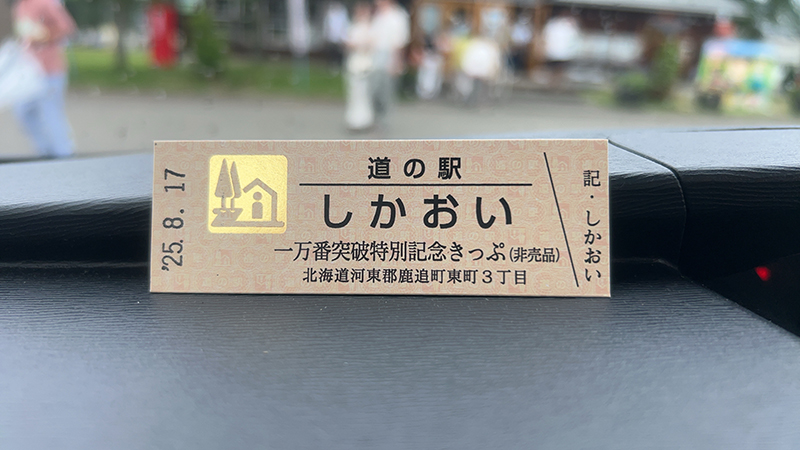 '25.8.17
道の駅
しかおい
一万番突破特別記念きっぷ(非売品)
北海道河東郡鹿追町東町3丁目
記・しかおい